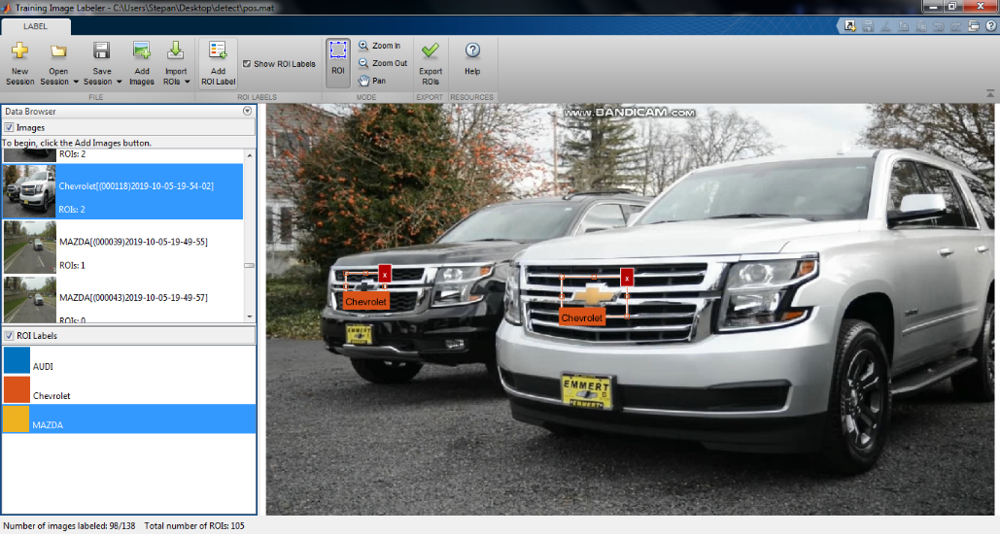 Training Image Labeler - C:\Users\Stepan\Desktop\detect\pos.mat
LABEL
New Session
Open Session
Save Session
Add Images
Import ROIs
Add ROI Label
Show ROI Labels
ROI
Zoom In
Zoom Out
Pan
Export ROIs
Help
FILE
ROI LABELS
MODE
EXPORT
RESOURCES
Data Browser
Images
To begin, click the Add Images button.
ROIs: 2
Chevrolet[(000118)2019-10-05-19-54-02]
ROIs: 2
MAZDA[(000039)2019-10-05-19-49-55]
ROIs: 1
MAZDA[(000043)2019-10-05-19-49-57]
ROIs: 0
ROI Labels
AUDI
Chevrolet
MAZDA
www.BANDICAM.com
x
Chevrolet
x
Chevrolet
EMMERT
Number of images labeled: 98/138 Total number of ROIs: 105